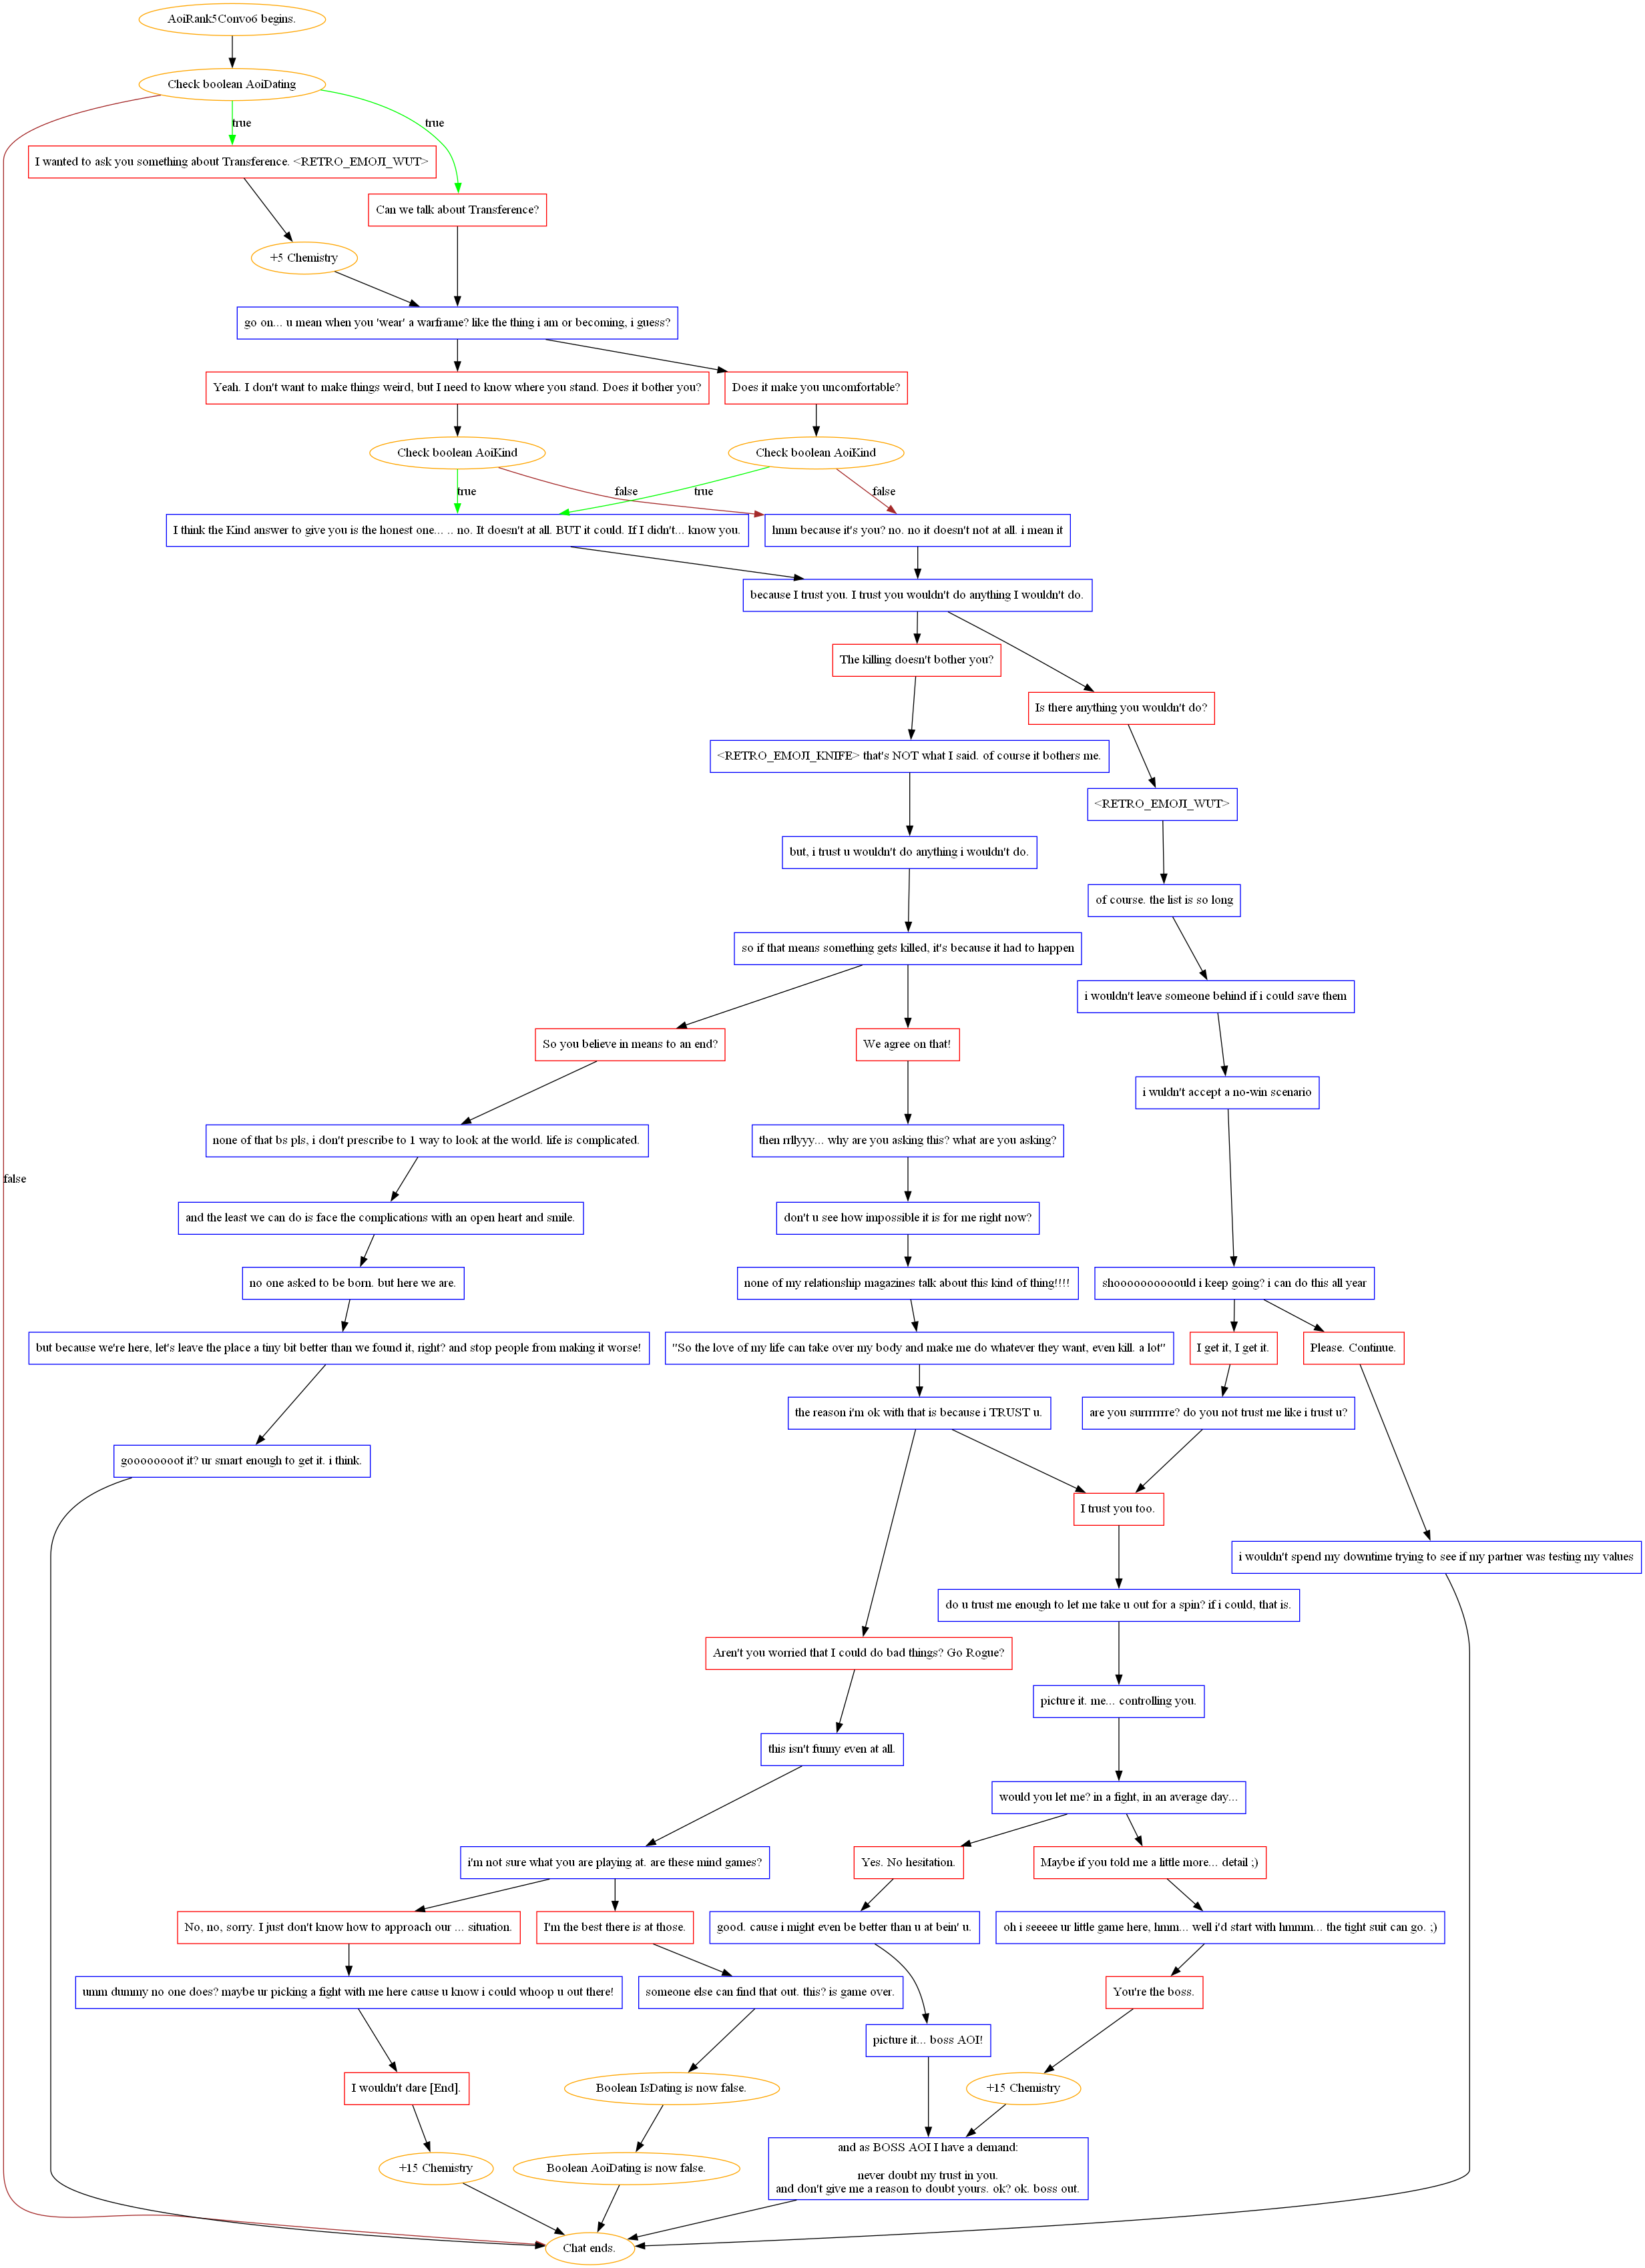 AoiRank5Convo6 begins.
Check boolean AoiDating
true
true
I wanted to ask you something about Transference. <RETRO_EMOJI_WUT>
Can we talk about Transference?
+5 Chemistry
go on... u mean when you 'wear' a warframe? like the thing i am or becoming, i guess?
Yeah. I don't want to make things weird, but I need to know where you stand. Does it bother you?
Does it make you uncomfortable?
Check boolean AoiKind
Check boolean AoiKind
true
false
true
false
I think the Kind answer to give you is the honest one... .. no. It doesn't at all. BUT it could. If I didn't... know you.
hmm because it's you? no. no it doesn't not at all. i mean it
because I trust you. I trust you wouldn't do anything I wouldn't do.
The killing doesn't bother you?
Is there anything you wouldn't do?
<RETRO_EMOJI_KNIFE> that's NOT what I said. of course it bothers me.
<RETRO_EMOJI_WUT>
but, i trust u wouldn't do anything i wouldn't do.
of course. the list is so long
so if that means something gets killed, it's because it had to happen
i wouldn't leave someone behind if i could save them
So you believe in means to an end?
We agree on that!
i wuldn't accept a no-win scenario
none of that bs pls, i don't prescribe to 1 way to look at the world. life is complicated.
then rrllyyy... why are you asking this? what are you asking?
false
and the least we can do is face the complications with an open heart and smile.
don't u see how impossible it is for me right now?
no one asked to be born. but here we are.
none of my relationship magazines talk about this kind of thing!!!!
shoooooooooould i keep going? i can do this all year
but because we're here, let's leave the place a tiny bit better than we found it, right? and stop people from making it worse!
"So the love of my life can take over my body and make me do whatever they want, even kill. a lot"
I get it, I get it.
Please. Continue.
the reason i'm ok with that is because i TRUST u.
are you surrrrrrre? do you not trust me like i trust u?
goooooooot it? ur smart enough to get it. i think.
I trust you too.
i wouldn't spend my downtime trying to see if my partner was testing my values
do u trust me enough to let me take u out for a spin? if i could, that is.
Aren't you worried that I could do bad things? Go Rogue?
picture it. me... controlling you.
this isn't funny even at all.
would you let me? in a fight, in an average day...
i'm not sure what you are playing at. are these mind games?
Yes. No hesitation.
Maybe if you told me a little more... detail ;)
No, no, sorry. I just don't know how to approach our ... situation.
I'm the best there is at those.
good. cause i might even be better than u at bein' u.
oh i seeeee ur little game here, hmm... well i'd start with hmmm... the tight suit can go. ;)
umm dummy no one does? maybe ur picking a fight with me here cause u know i could whoop u out there!
someone else can find that out. this? is game over.
You're the boss.
picture it... boss AOI!
I wouldn't dare [End].
Boolean IsDating is now false.
+15 Chemistry
+15 Chemistry
Boolean AoiDating is now false.
and as BOSS AOI I have a demand:
never doubt my trust in you.
and don't give me a reason to doubt yours. ok? ok. boss out.
Chat ends.